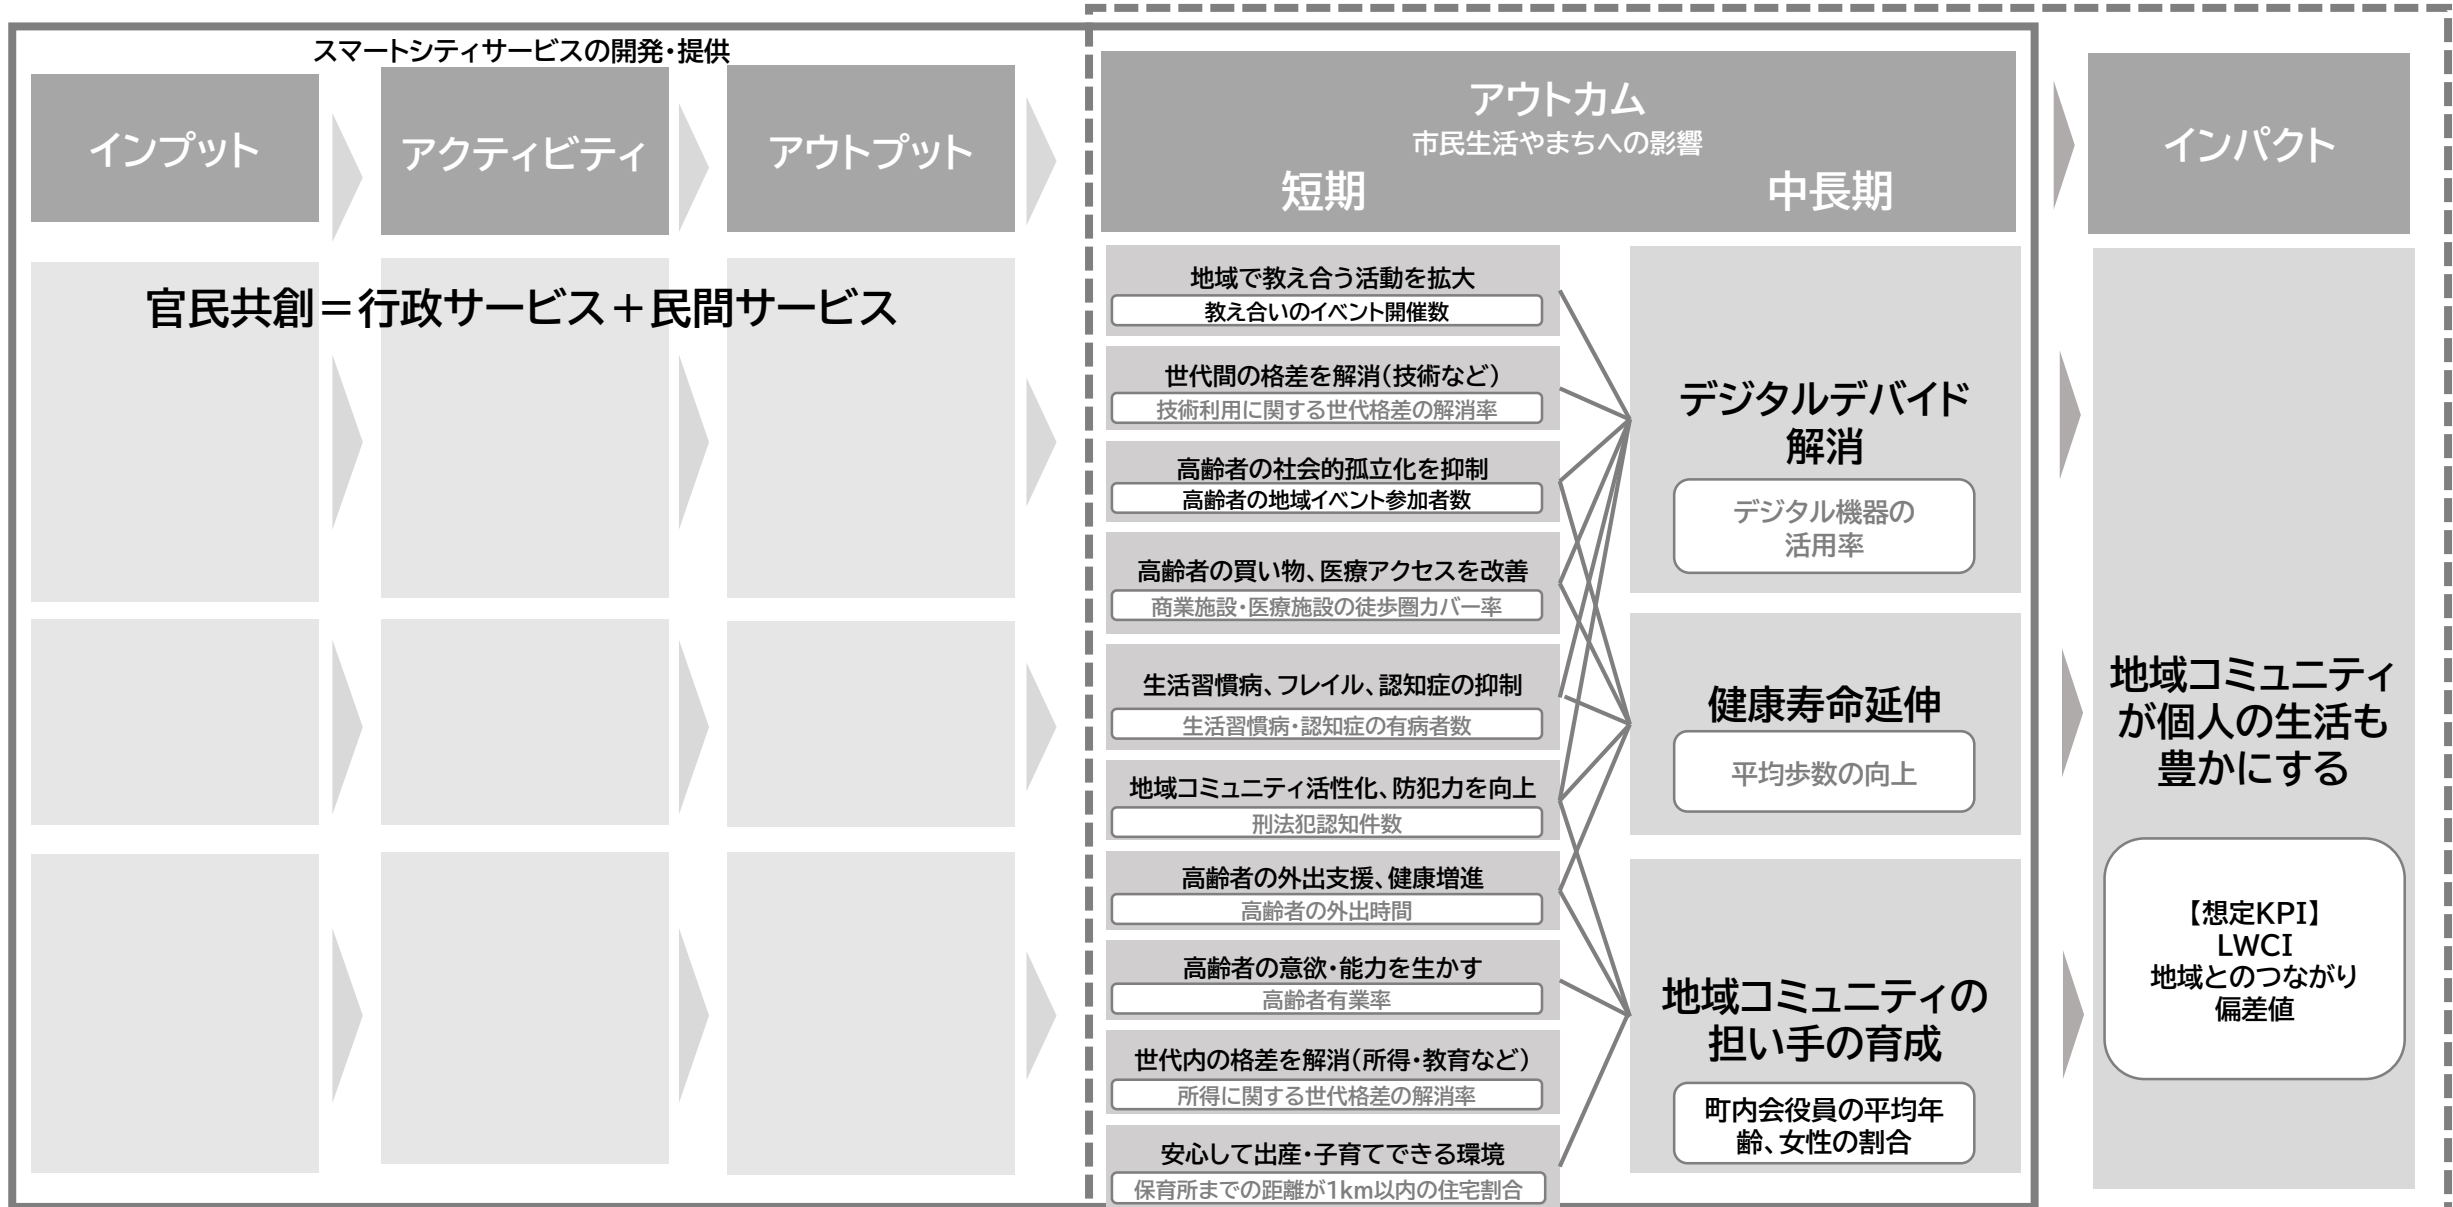 スマートシティサービスの開発・提供
インプット
アクティビティ
アウトプット
アウトカム
市民生活やまちへの影響
短期
中長期
インパクト
官民共創＝行政サービス＋民間サービス
地域で教え合う活動を拡大
教え合いのイベント開催数
世代間の格差を解消（技術など）
技術利用に関する世代格差の解消率
高齢者の社会的孤立化を抑制
高齢者の地域イベント参加者数
高齢者の買い物、医療アクセスを改善
商業施設・医療施設の徒歩圏カバー率
生活習慣病、フレイル、認知症の抑制
生活習慣病・認知症の有病者数
地域コミュニティ活性化、防犯力を向上
刑法犯認知件数
高齢者の外出支援、健康増進
高齢者の外出時間
高齢者の意欲・能力を生かす
高齢者有業率
世代内の格差を解消（所得・教育など）
所得に関する世代格差の解消率
安心して出産・子育てできる環境
保育所までの距離が1km以内の住宅割合
デジタルデバイド
解消
デジタル機器の
活用率
健康寿命延伸
平均歩数の向上
地域コミュニティの
担い手の育成
町内会役員の平均年
齢、女性の割合
地域コミュニティ
が個人の生活も
豊かにする
【想定KPI】
LWCI
地域とのつながり
偏差値